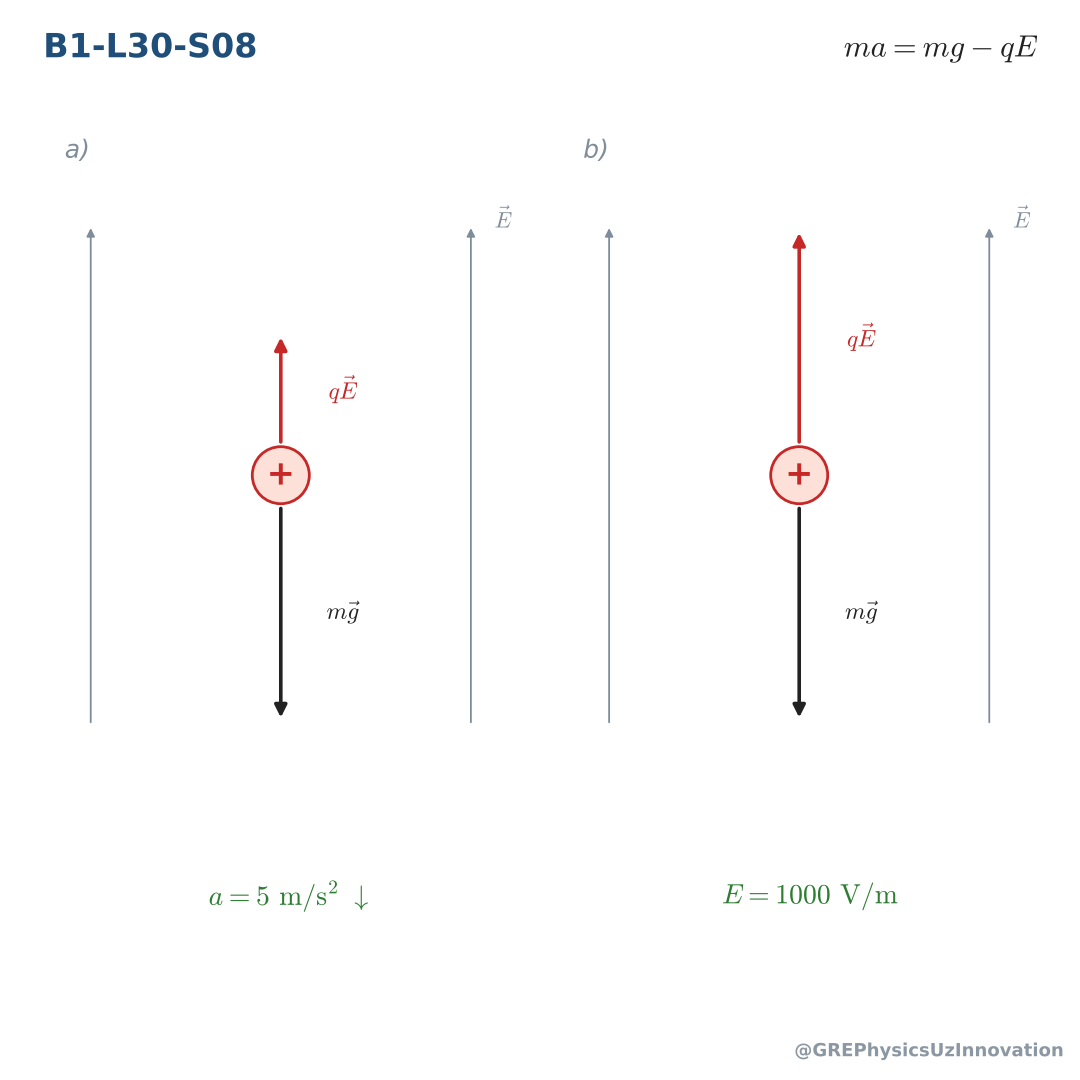 B1-L30-S08
ma = mg − qE
a)
b)
E⃗
E⃗
qE⃗
qE⃗
+
+
mg⃗
mg⃗
a = 5 m/s² ↓
E = 1000 V/m
@GREPhysicsUzInnovation